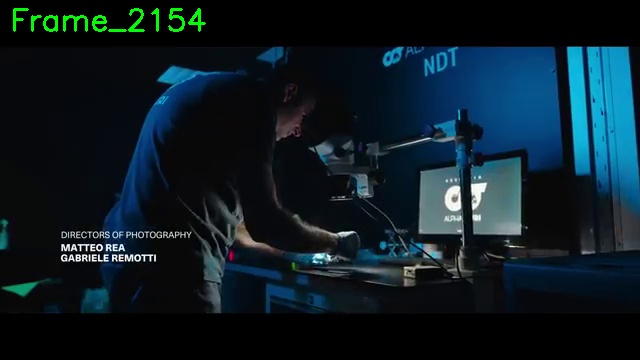 Frame_2154
NDT
DIRECTORS OF PHOTOGRAPHY
MATTEO REA
GABRIELE REMOTTI